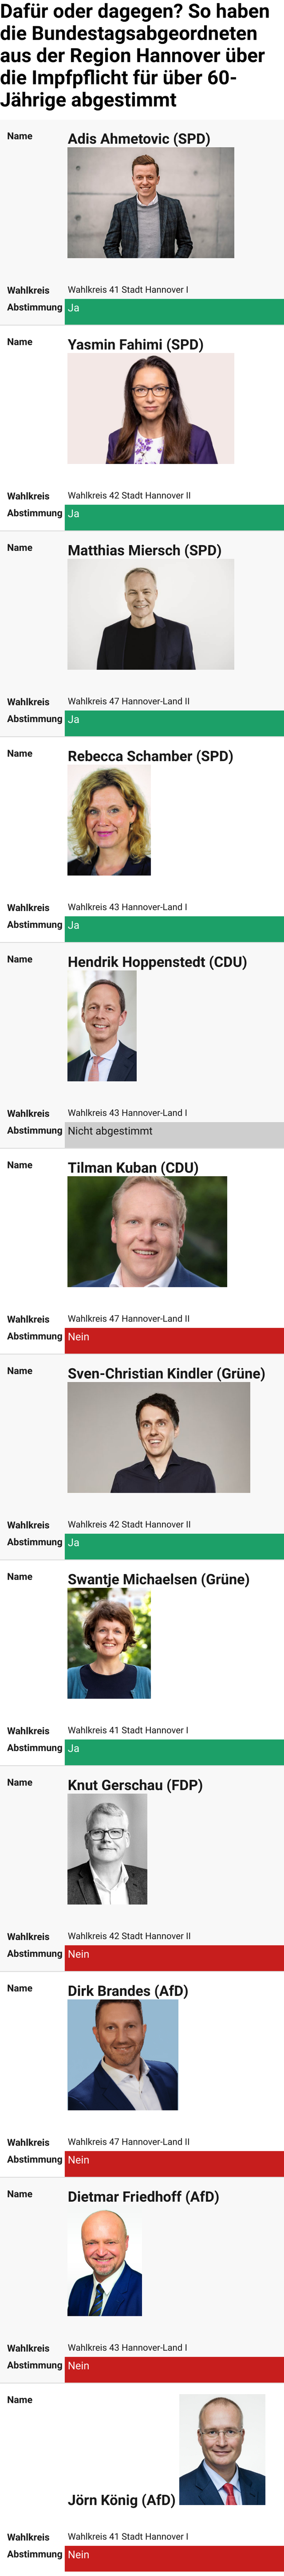 Dafür oder dagegen? So haben
die Bundestagsabgeordneten
aus der Region Hannover über
die Impfpflicht für über 60-
Jährige abgestimmt
Name Adis Ahmetovic (SPD)
Wahlkreis Wahlkreis 41 Stadt Hannover I
Abstimmung Ja
Name Yasmin Fahimi (SPD)
Wahlkreis Wahlkreis 42 Stadt Hannover II
Abstimmung Ja
Name Matthias Miersch (SPD)
Wahlkreis Wahlkreis 47 Hannover-Land II
Abstimmung Ja
Name Rebecca Schamber (SPD)
Wahlkreis Wahlkreis 43 Hannover-Land I
Abstimmung Ja
Name Hendrik Hoppenstedt (CDU)
Wahlkreis Wahlkreis 43 Hannover-Land I
Abstimmung Nicht abgestimmt
Name Tilman Kuban (CDU)
Wahlkreis Wahlkreis 47 Hannover-Land II
Abstimmung Nein
Name Sven-Christian Kindler (Grüne)
Wahlkreis Wahlkreis 42 Stadt Hannover II
Abstimmung Ja
Name Swantje Michaelsen (Grüne)
Wahlkreis Wahlkreis 41 Stadt Hannover I
Abstimmung Ja
Name Knut Gerschau (FDP)
Wahlkreis Wahlkreis 42 Stadt Hannover II
Abstimmung Nein
Name Dirk Brandes (AfD)
Wahlkreis Wahlkreis 47 Hannover-Land II
Abstimmung Nein
Name Dietmar Friedhoff (AfD)
Wahlkreis Wahlkreis 43 Hannover-Land I
Abstimmung Nein
Name
Jörn König (AfD)
Wahlkreis Wahlkreis 41 Stadt Hannover I
Abstimmung Nein